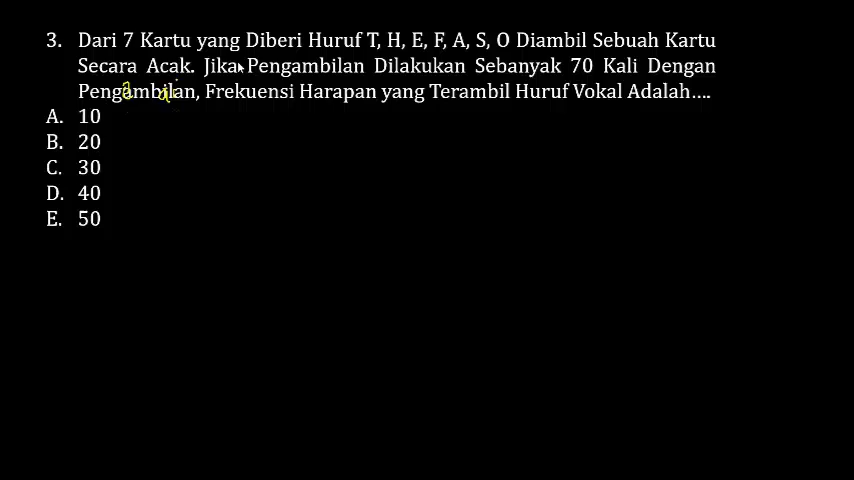 3. Dari 7 Kartu yang Diberi Huruf T, H, E, F, A, S, O Diambil Sebuah Kartu
Secara Acak. Jika Pengambilan Dilakukan Sebanyak 70 Kali Dengan
Pengambilan, Frekuensi Harapan yang Terambil Huruf Vokal Adalah....
A. 10
B. 20
C. 30
D. 40
E. 50